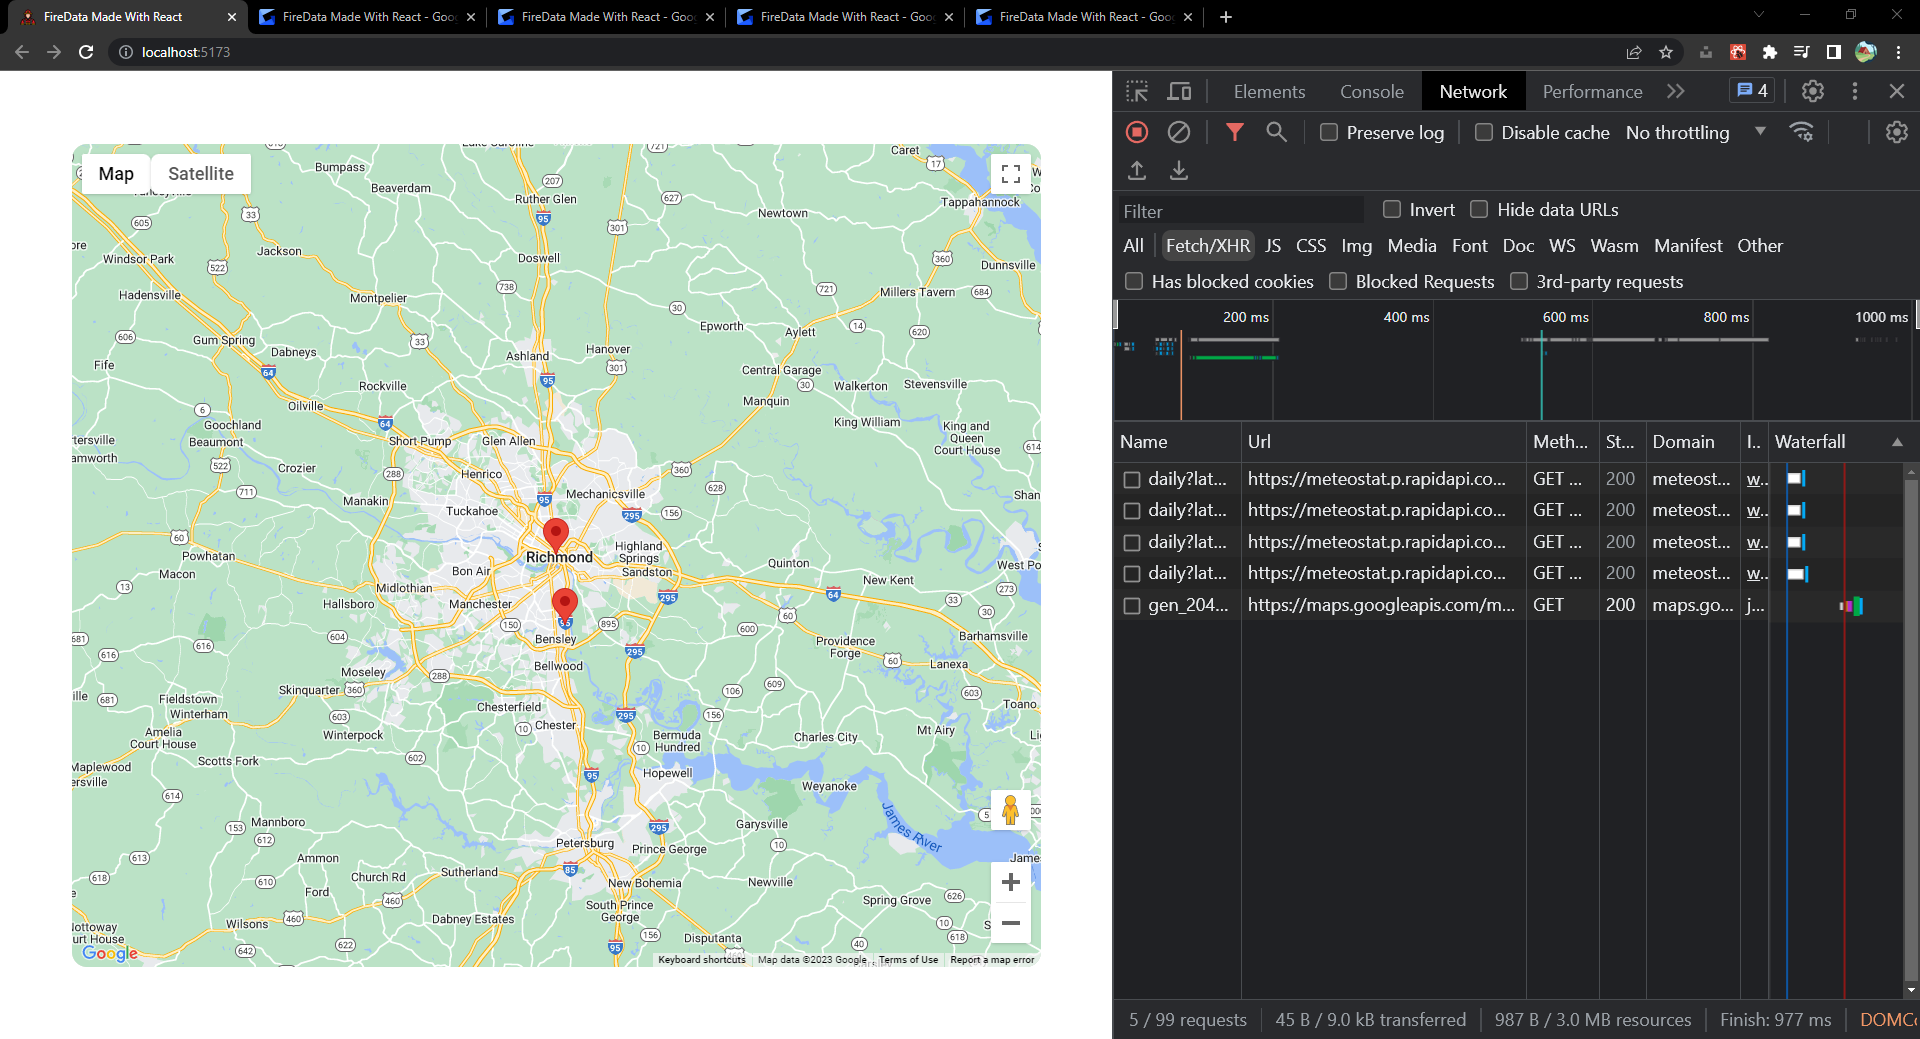 FireData Made With React
FireData Made With React - Goo
FireData Made With React - Goo
FireData Made With React - Goo
FireData Made With React - Goo
localhost:5173
Elements Console Network Performance 4
Preserve log Disable cache No throttling
Filter Invert Hide data URLs
All Fetch/XHR JS CSS Img Media Font Doc WS Wasm Manifest Other
Has blocked cookies Blocked Requests 3rd-party requests
200 ms 400 ms 600 ms 800 ms 1000 ms
Name Url Meth... St... Domain I.. Waterfall
daily?lat... https://meteostat.p.rapidapi.co... GET ... 200 meteost... w..
daily?lat... https://meteostat.p.rapidapi.co... GET ... 200 meteost... w..
daily?lat... https://meteostat.p.rapidapi.co... GET ... 200 meteost... w..
daily?lat... https://meteostat.p.rapidapi.co... GET ... 200 meteost... w..
gen_204... https://maps.googleapis.com/m... GET 200 maps.go... j...
5 / 99 requests 45 B / 9.0 kB transferred 987 B / 3.0 MB resources Finish: 977 ms DOMCo
Map Satellite
Bumpass
Beaverdam
Ruther Glen
Newtown
Caret
Tappahannock
Jackson
Windsor Park
Doswell
Dunnsville
Hadensville
Montpelier
Millers Tavern
Epworth
Aylett
Gum Spring
Dabneys
Ashland
Hanover
Fife
Rockville
Central Garage
Walkerton
Stevensville
Oilville
Manquin
King William
Goochland
Beaumont
Short Pump
Glen Allen
King and
Queen
Court House
Crozier
Henrico
Manakin
Mechanicsville
Tuckahoe
Richmond
Highland
Springs
Powhatan
Macon
Bon Air
Sandston
Quinton
New Kent
West Po
Midlothian
Hallsboro
Manchester
Bensley
Providence
Forge
Barhamsville
Lanexa
Bellwood
Moseley
Skinquarter
Fieldstown
Winterham
Chesterfield
Toano
Amelia
Court House
Winterpock
Chester
Bermuda
Hundred
Charles City
Mt Airy
Scotts Fork
Maplewood
Hopewell
Weyanoke
James River
Mannboro
Garysville
Petersburg
Prince George
Ammon
Church Rd
Sutherland
New Bohemia
Newville
Ford
Spring Grove
Wilsons
Dabney Estates
South Prince
George
Disputanta
Nottoway
urt House
Google
Keyboard shortcuts Map data ©2023 Google Terms of Use Report a map error